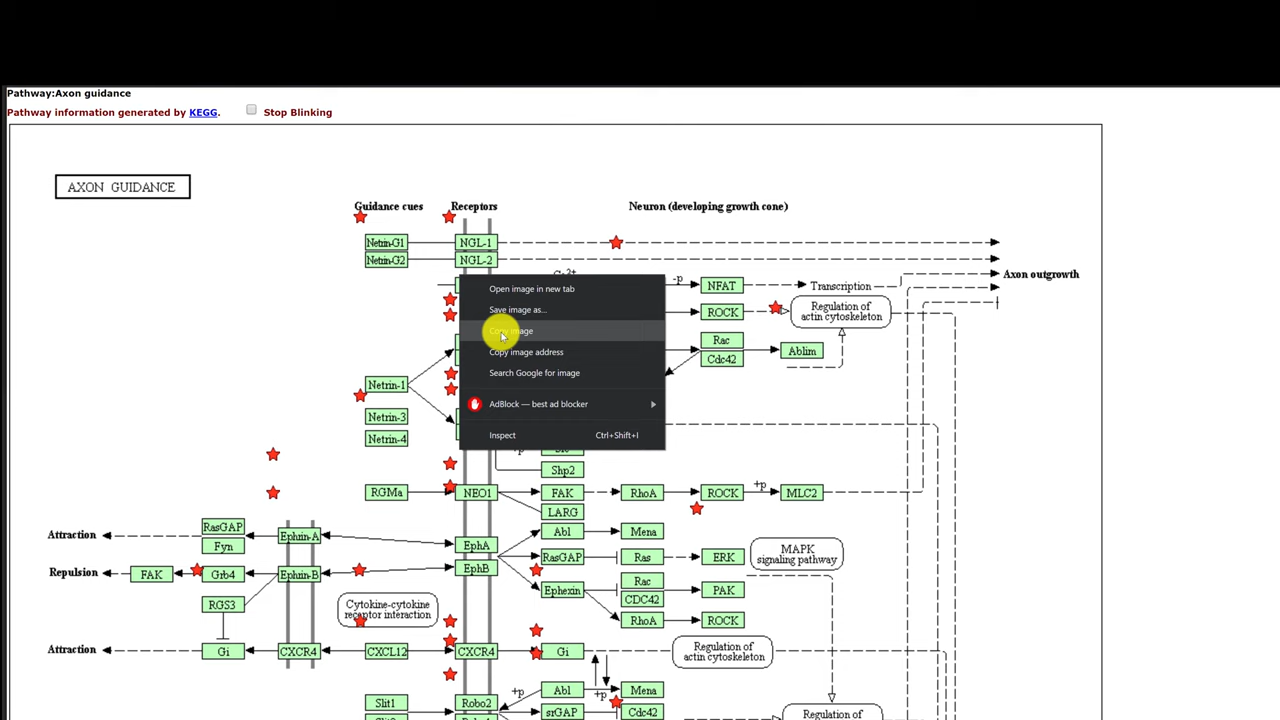 Pathway:Axon guidance
Pathway information generated by KEGG. Stop Blinking
AXON GUIDANCE
Guidance cues Receptors Neuron (developing growth cone)
Netrin-G1 NGL-1
Netrin-G2 NGL-2
Axon outgrowth
-p NFAT Transcription
Open image in new tab
Save image as...
Copy image
Copy image address
Search Google for image
AdBlock — best ad blocker
Inspect Ctrl+Shift+I
ROCK Regulation of
actin cytoskeleton
Rac Ablim
Cdc42
Netrin-1
Netrin-3
Netrin-4
Shp2
RGMa NEO1 FAK RhoA ROCK +p MLC2
LARG
Attraction RasGAP Ephrin-A EphA Abl Mena
Fyn
RasGAP Ras ERK MAPK
signaling pathway
Repulsion FAK Grb4 Ephrin-B EphB
Ephexin Rac PAK
CDC42
RGS3 Cytokine-cytokine
receptor interaction
RhoA ROCK
Attraction Gi CXCR4 CXCL12 CXCR4 Gi Regulation of
actin cytoskeleton
Slit1 Robo2 +p Abl +p Mena
srGAP Cdc42
Regulation of